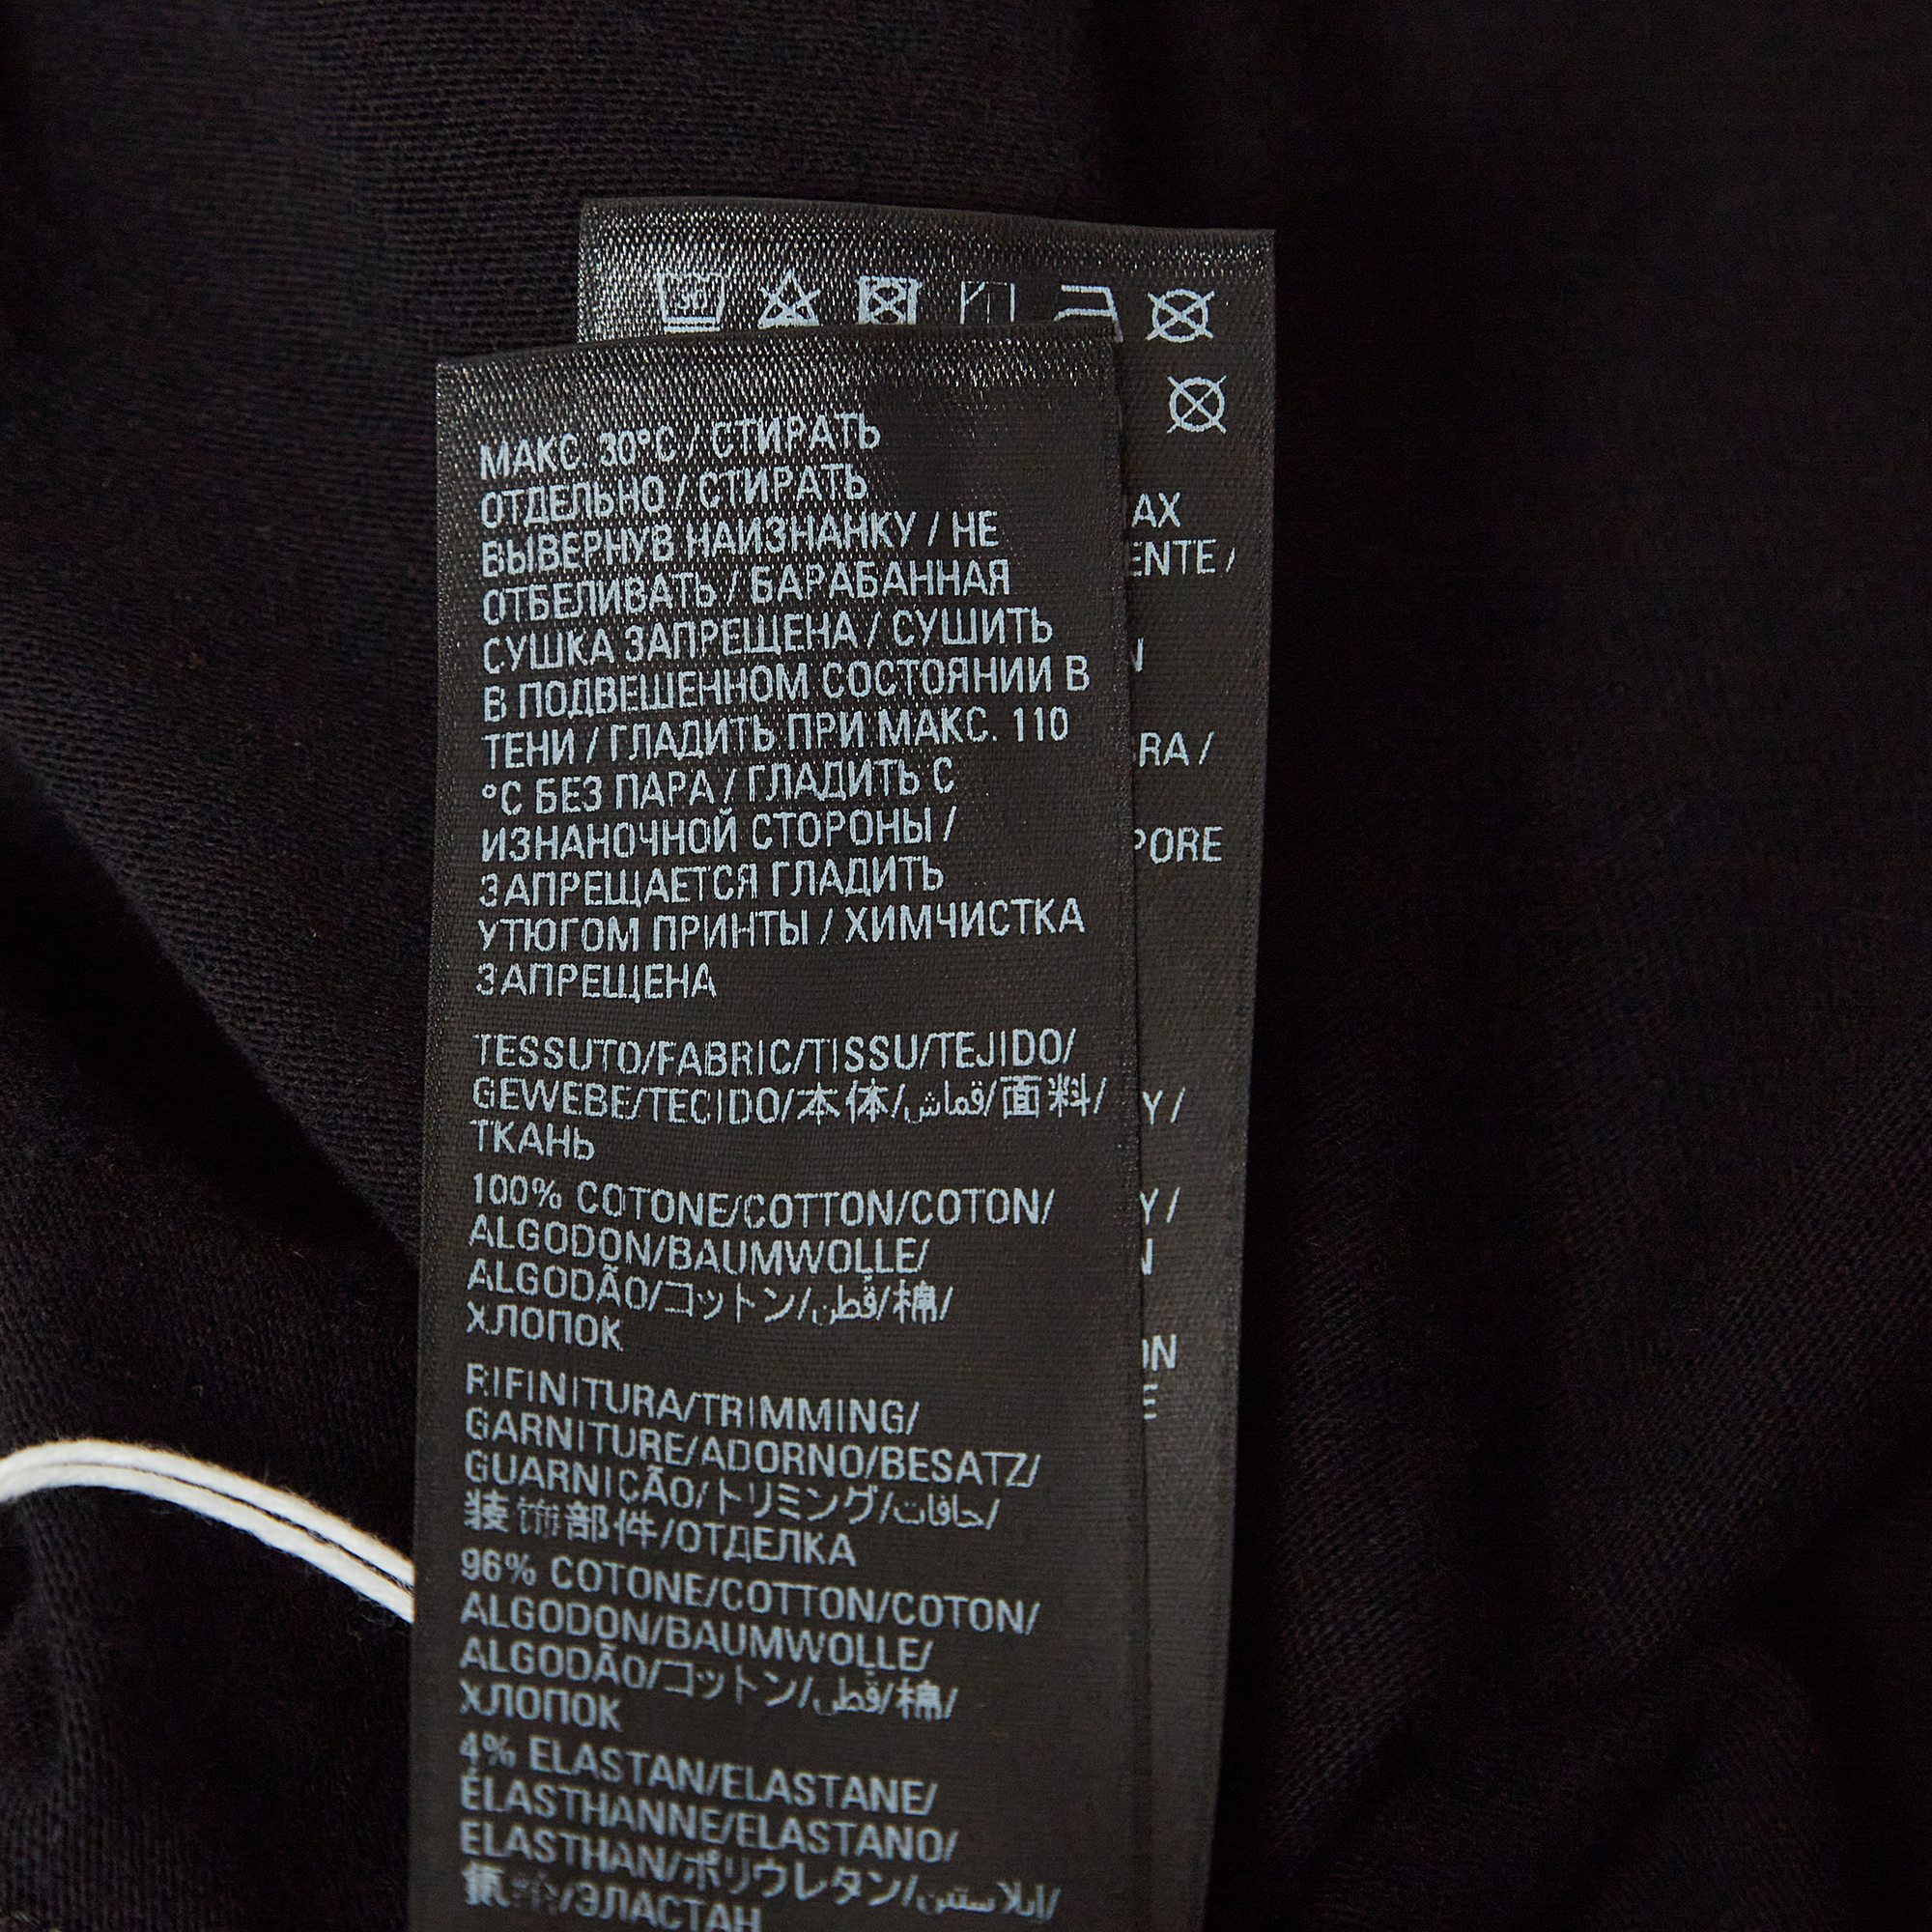 30
AX
ENTE /
N
RA /
PORE
Y /
Y /
N
ON
E
МАКС. 30°C / СТИРАТЬ
ОТДЕЛЬНО / СТИРАТЬ
ВЫВЕРНУВ НАИЗНАНКУ / НЕ
ОТБЕЛИВАТЬ / БАРАБАННАЯ
СУШКА ЗАПРЕЩЕНА / СУШИТЬ
В ПОДВЕШЕННОМ СОСТОЯНИИ В
ТЕНИ / ГЛАДИТЬ ПРИ МАКС. 110
°C БЕЗ ПАРА / ГЛАДИТЬ С
ИЗНАНОЧНОЙ СТОРОНЫ /
ЗАПРЕЩАЕТСЯ ГЛАДИТЬ
УТЮГОМ ПРИНТЫ / ХИМЧИСТКА
ЗАПРЕЩЕНА
TESSUTO/FABRIC/TISSU/TEJIDO/
GEWEBE/TECIDO/本体/قماش/面料/
ТКАНЬ
100% COTONE/COTTON/COTON/
ALGODON/BAUMWOLLE/
ALGODÃO/コットン/قطن/棉/
ХЛОПОК
RIFINITURA/TRIMMING/
GARNITURE/ADORNO/BESATZ/
GUARNIÇÃO/トリミング/حافات/
装饰部件/ОТДЕЛКА
96% COTONE/COTTON/COTON/
ALGODON/BAUMWOLLE/
ALGODÃO/コットン/قطن/棉/
ХЛОПОК
4% ELASTAN/ELASTANE/
ÉLASTHANNE/ELASTANO/
ELASTHAN/ポリウレタン/إيلاستين/
/ЭЛАСТАН